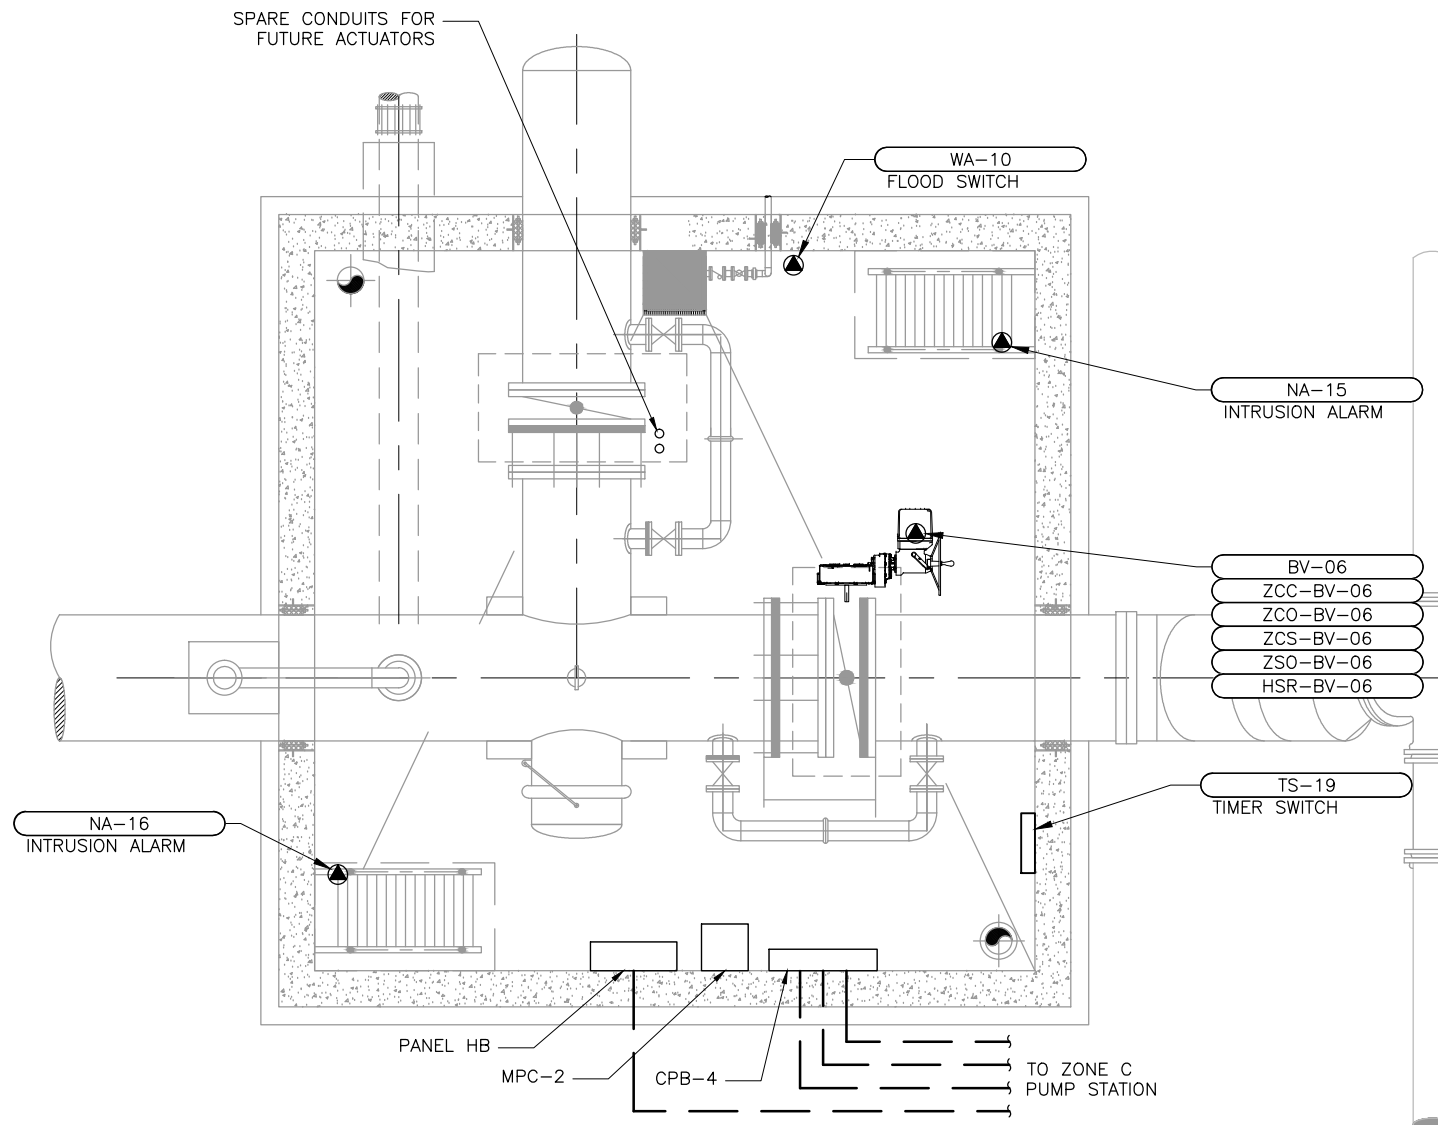 SPARE CONDUITS FOR
FUTURE ACTUATORS
WA-10
FLOOD SWITCH
NA-15
INTRUSION ALARM
BV-06
ZCC-BV-06
ZCO-BV-06
ZCS-BV-06
ZSO-BV-06
HSR-BV-06
TS-19
TIMER SWITCH
NA-16
INTRUSION ALARM
PANEL HB
MPC-2
CPB-4
TO ZONE C
PUMP STATION